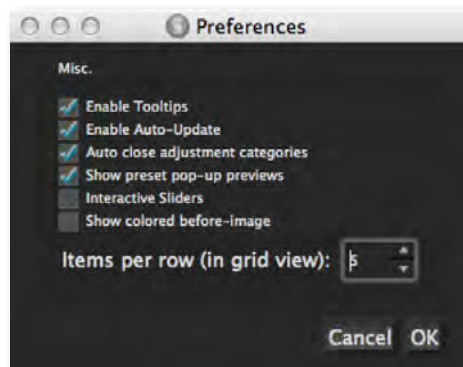 Preferences
Misc.
Enable Tooltips
Enable Auto-Update
Auto close adjustment categories
Show preset pop-up previews
Interactive Sliders
Show colored before-image
Items per row (in grid view):
Cancel OK